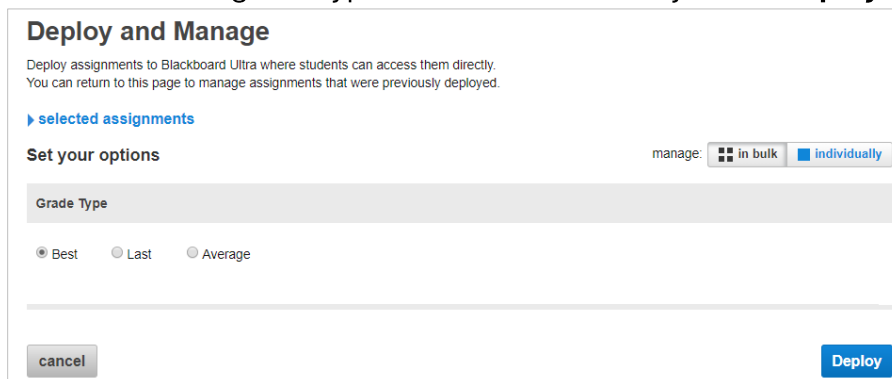 Deploy and Manage
Deploy assignments to Blackboard Ultra where students can access them directly.
You can return to this page to manage assignments that were previously deployed.
selected assignments
Set your options manage: in bulk individually
Grade Type
Best Last Average
cancel Deploy